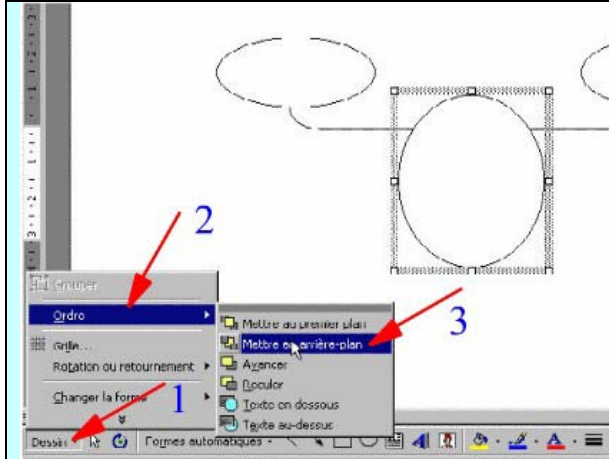 2
Grouper
Ordre
3
Mettre au premier plan
Mettre en arrière-plan
Grille...
Avancer
Rotation ou retournement
Reculer
Changer la forme
1
Texte en dessous
Texte au-dessus
Dessin
Formes automatiques
A
A